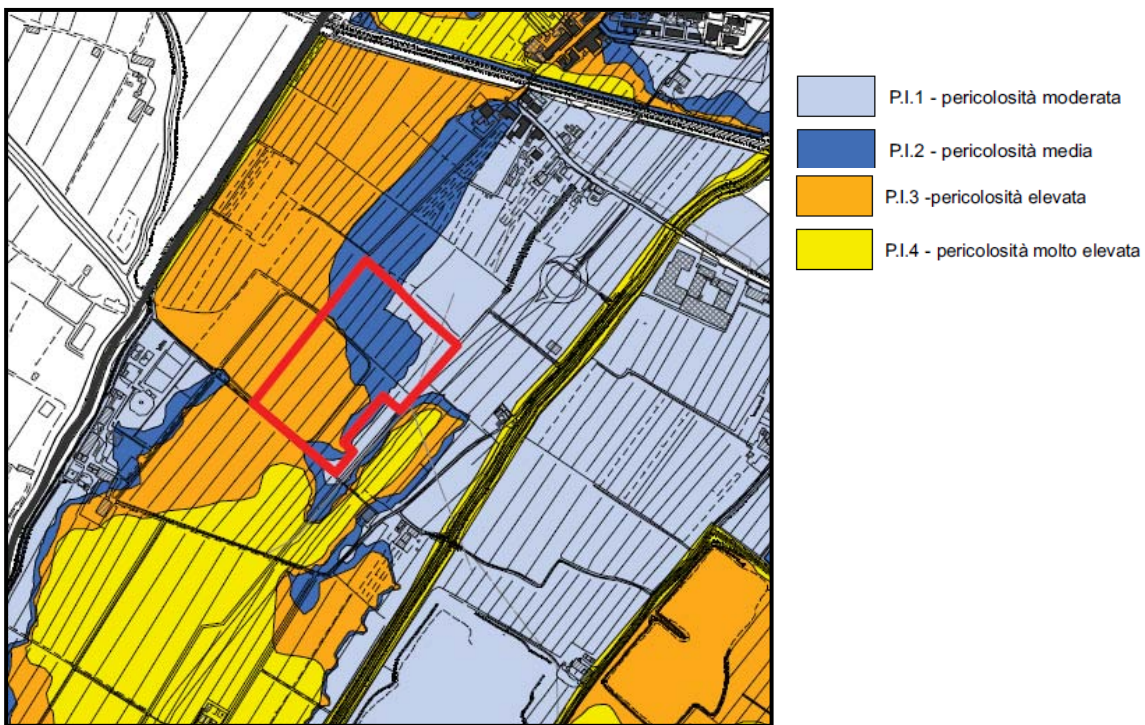 P.I.1 - pericolosità moderata
P.I.2 - pericolosità media
P.I.3 -pericolosità elevata
P.I.4 - pericolosità molto elevata